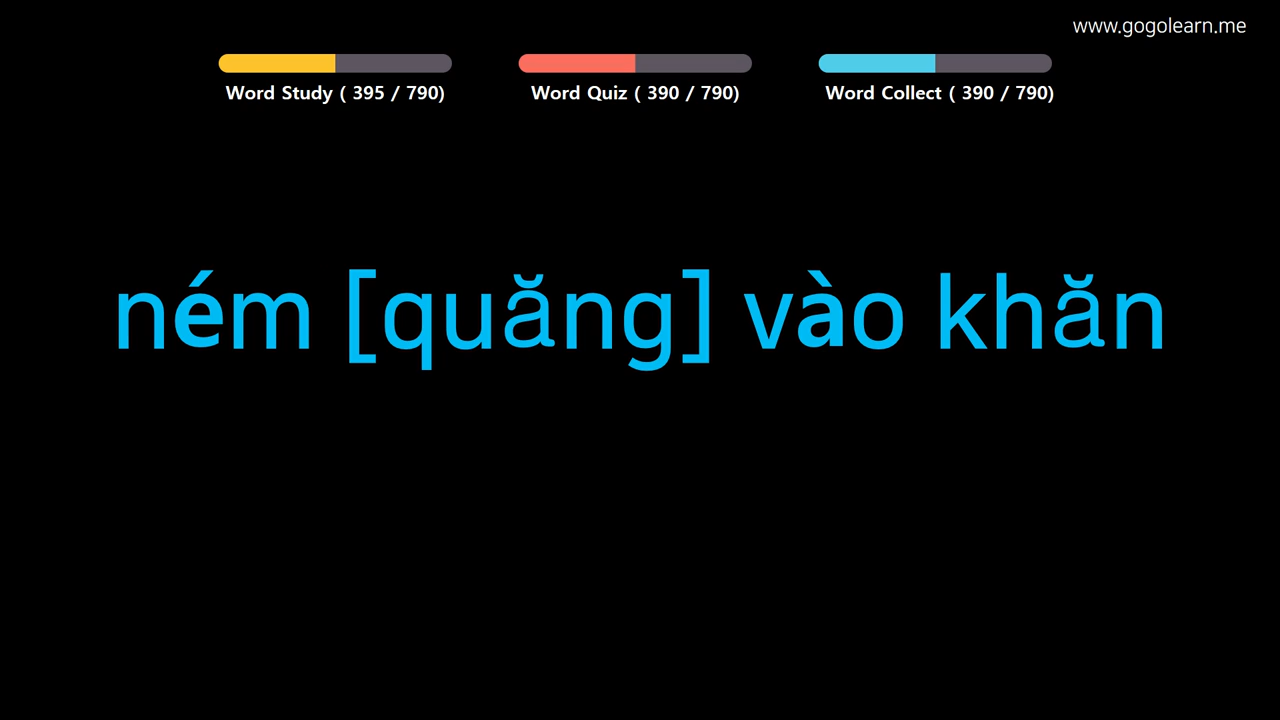 www.gogolearn.me
Word Study ( 395 / 790)
Word Quiz ( 390 / 790)
Word Collect ( 390 / 790)
ném [quăng] vào khăn